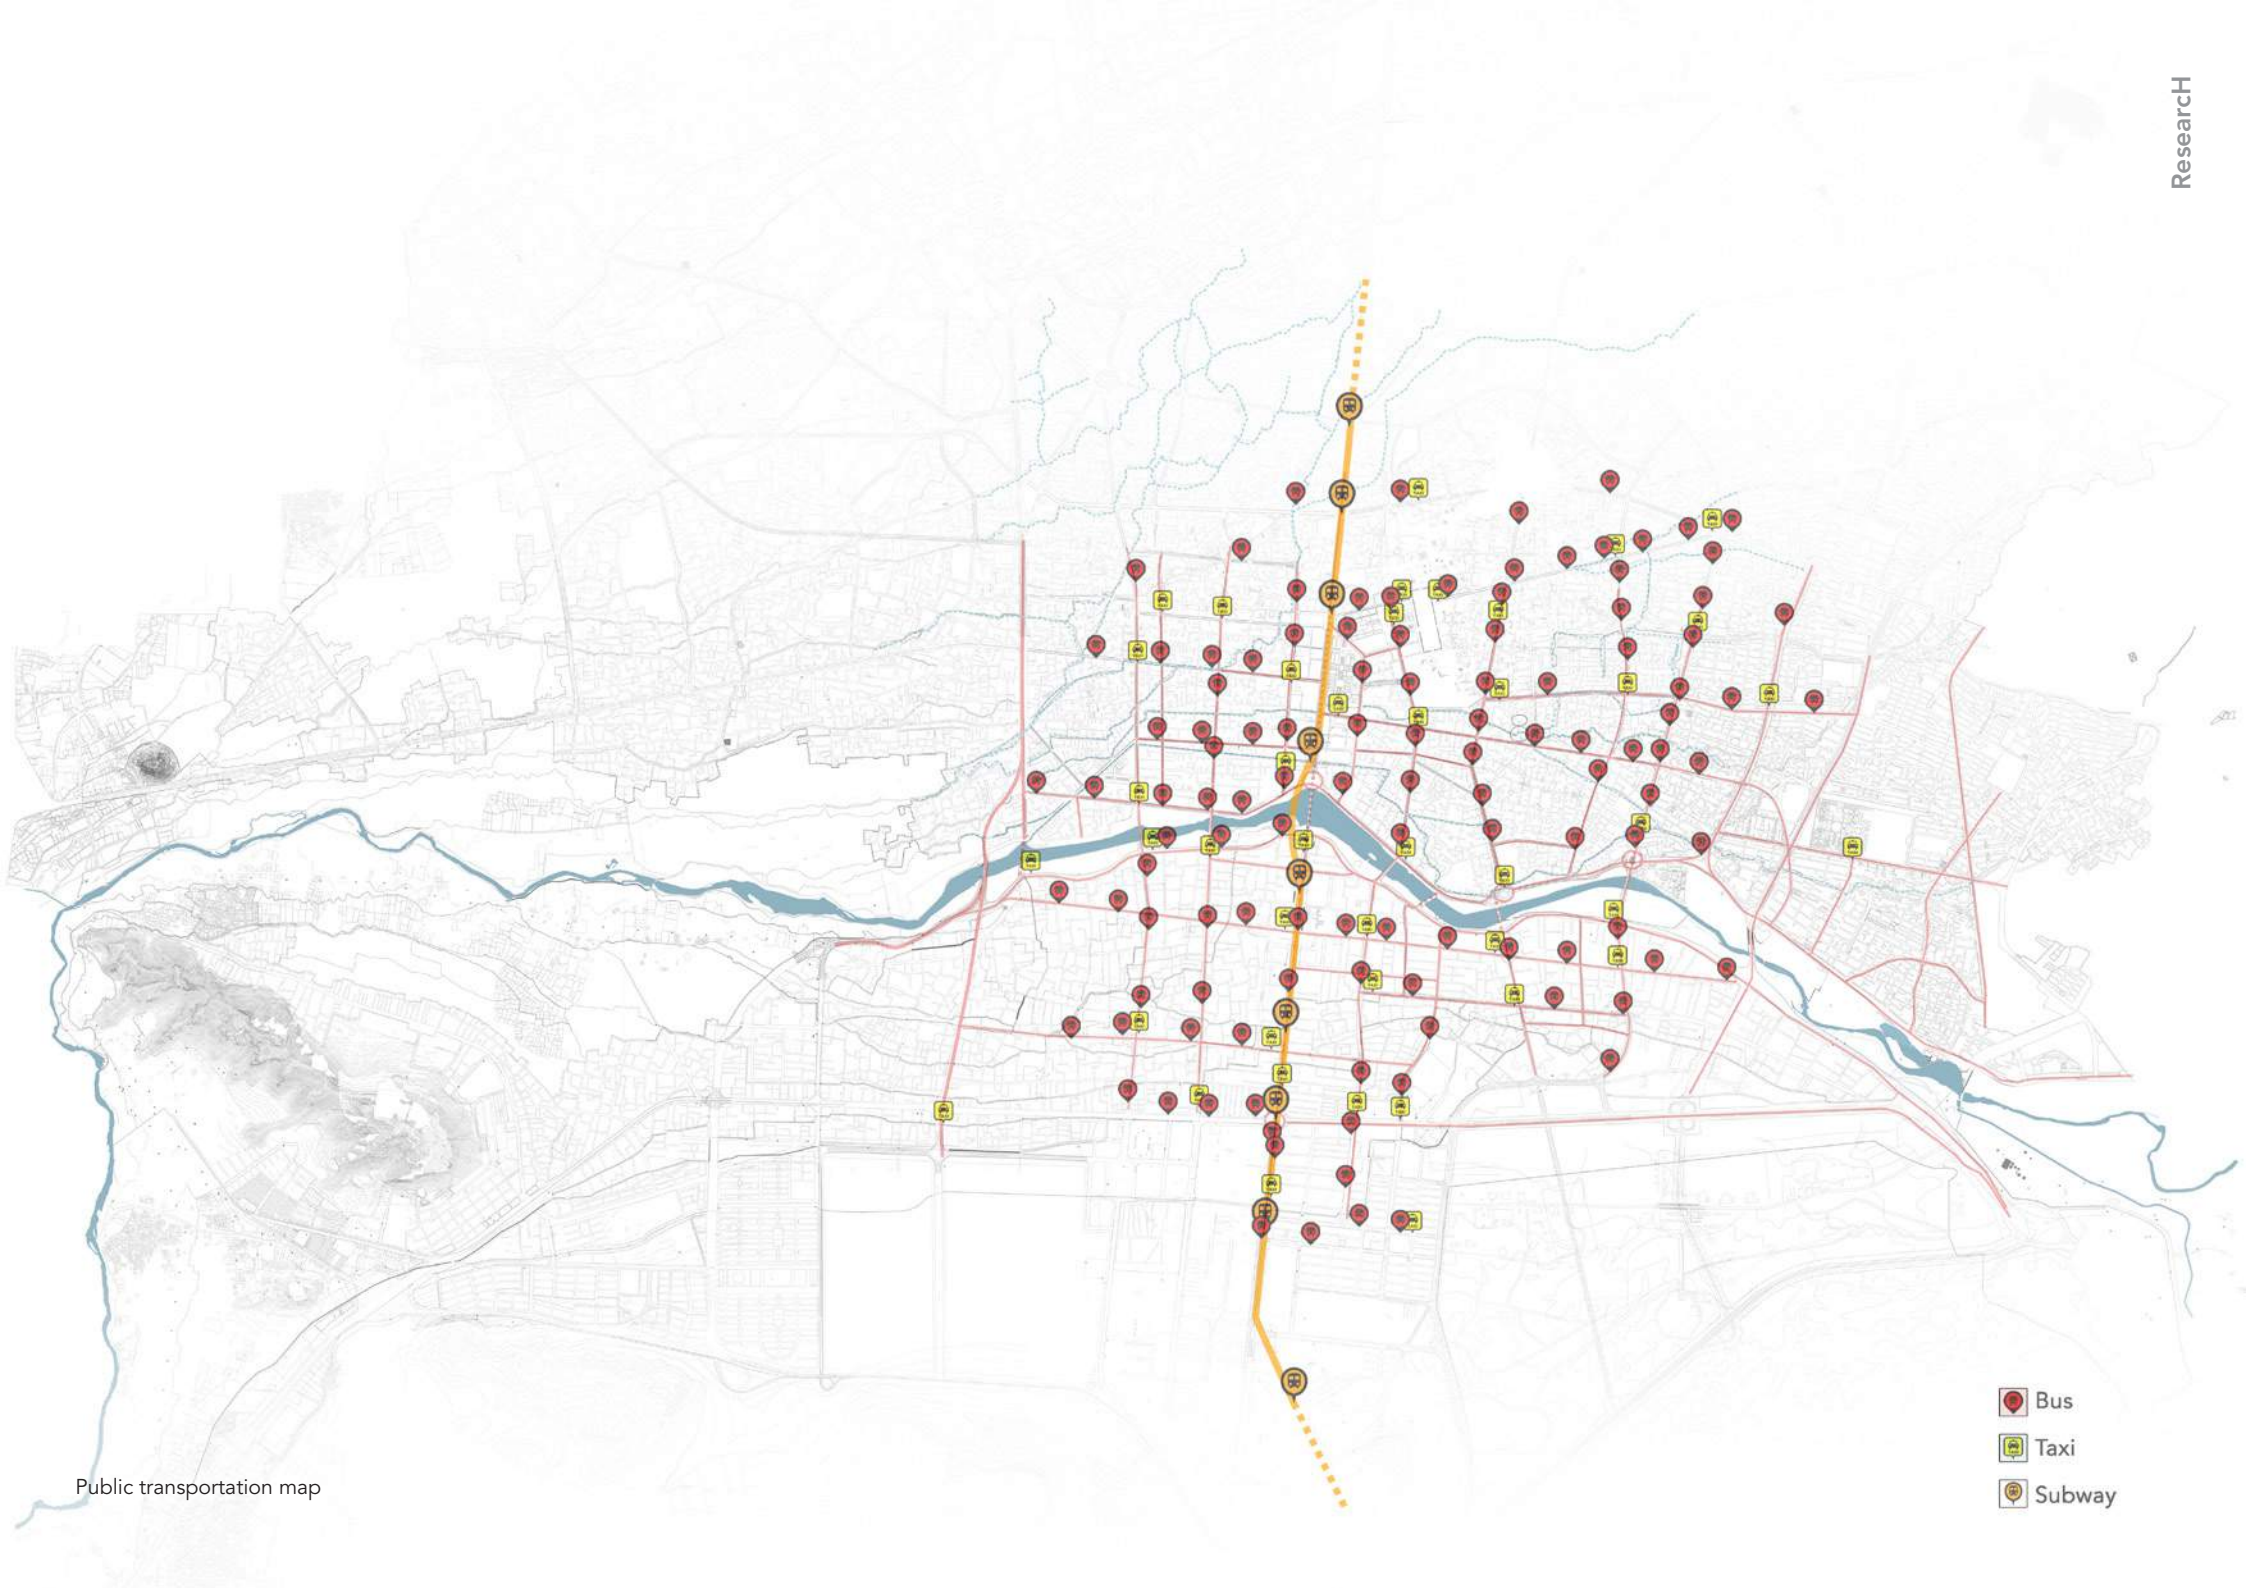 ResearcH
Bus
Taxi
Subway
Public transportation map